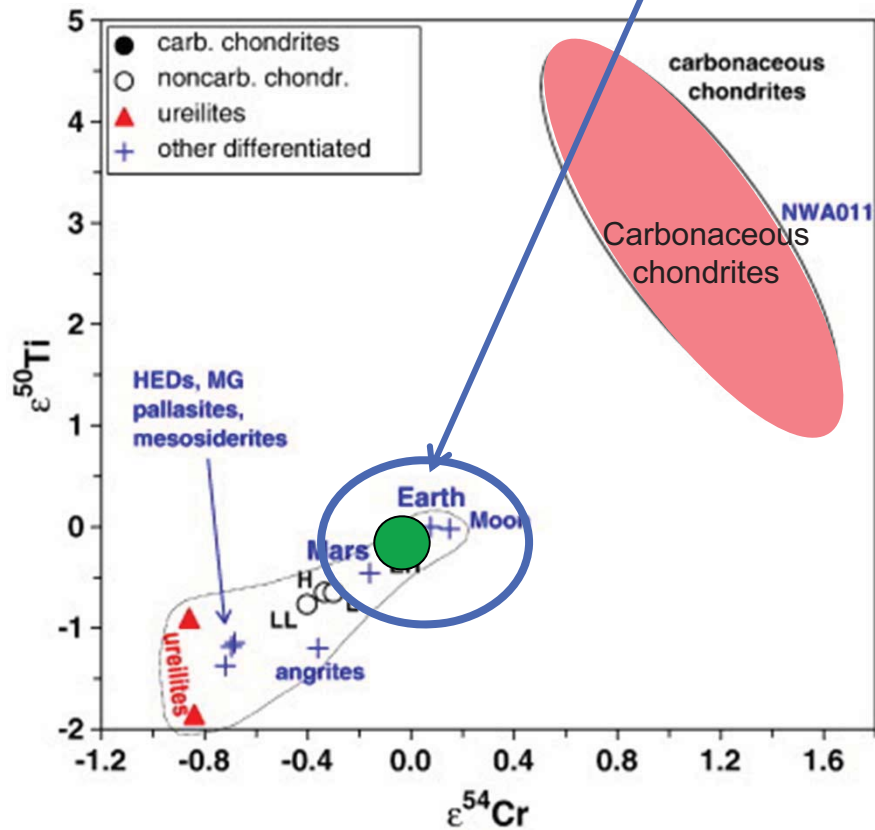 carb. chondrites
noncarb. chondr.
ureilites
other differentiated
5
4
3
2
1
0
-1
-2
ε50Ti
carbonaceous
chondrites
NWA011
Carbonaceous
chondrites
HEDs, MG
pallasites,
mesosiderites
Earth
Moon
Mars
H
LL
angrites
ureilites
-1.2
-0.8
-0.4
0.0
0.4
0.8
1.2
1.6
ε54Cr